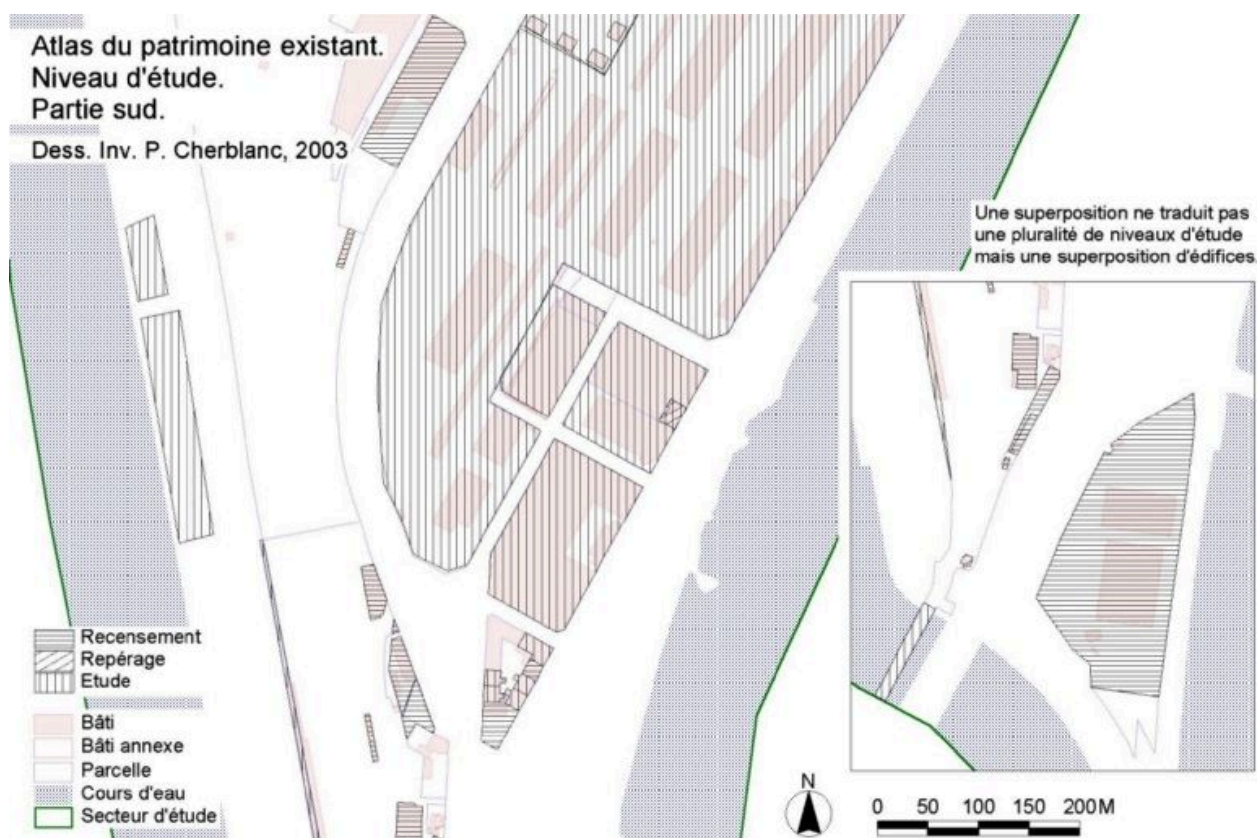 Atlas du patrimoine existant.
Niveau d'étude.
Partie sud.
Dess. Inv. P. Cherblanc, 2003
Une superposition ne traduit pas
une pluralité de niveaux d'étude
mais une superposition d'édifices.
Recensement
Repérage
Etude
Bâti
Bâti annexe
Parcelle
Cours d'eau
Secteur d'étude
N
0 50 100 150 200M